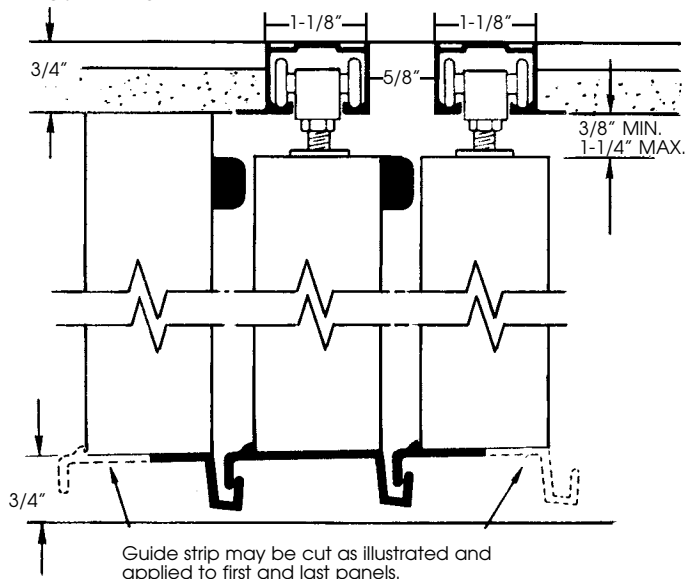 1-1/8" 1-1/8"
3/4" 5/8"
3/8" MIN.
1-1/4" MAX.
3/4"
Guide strip may be cut as illustrated and
applied to first and last panels.